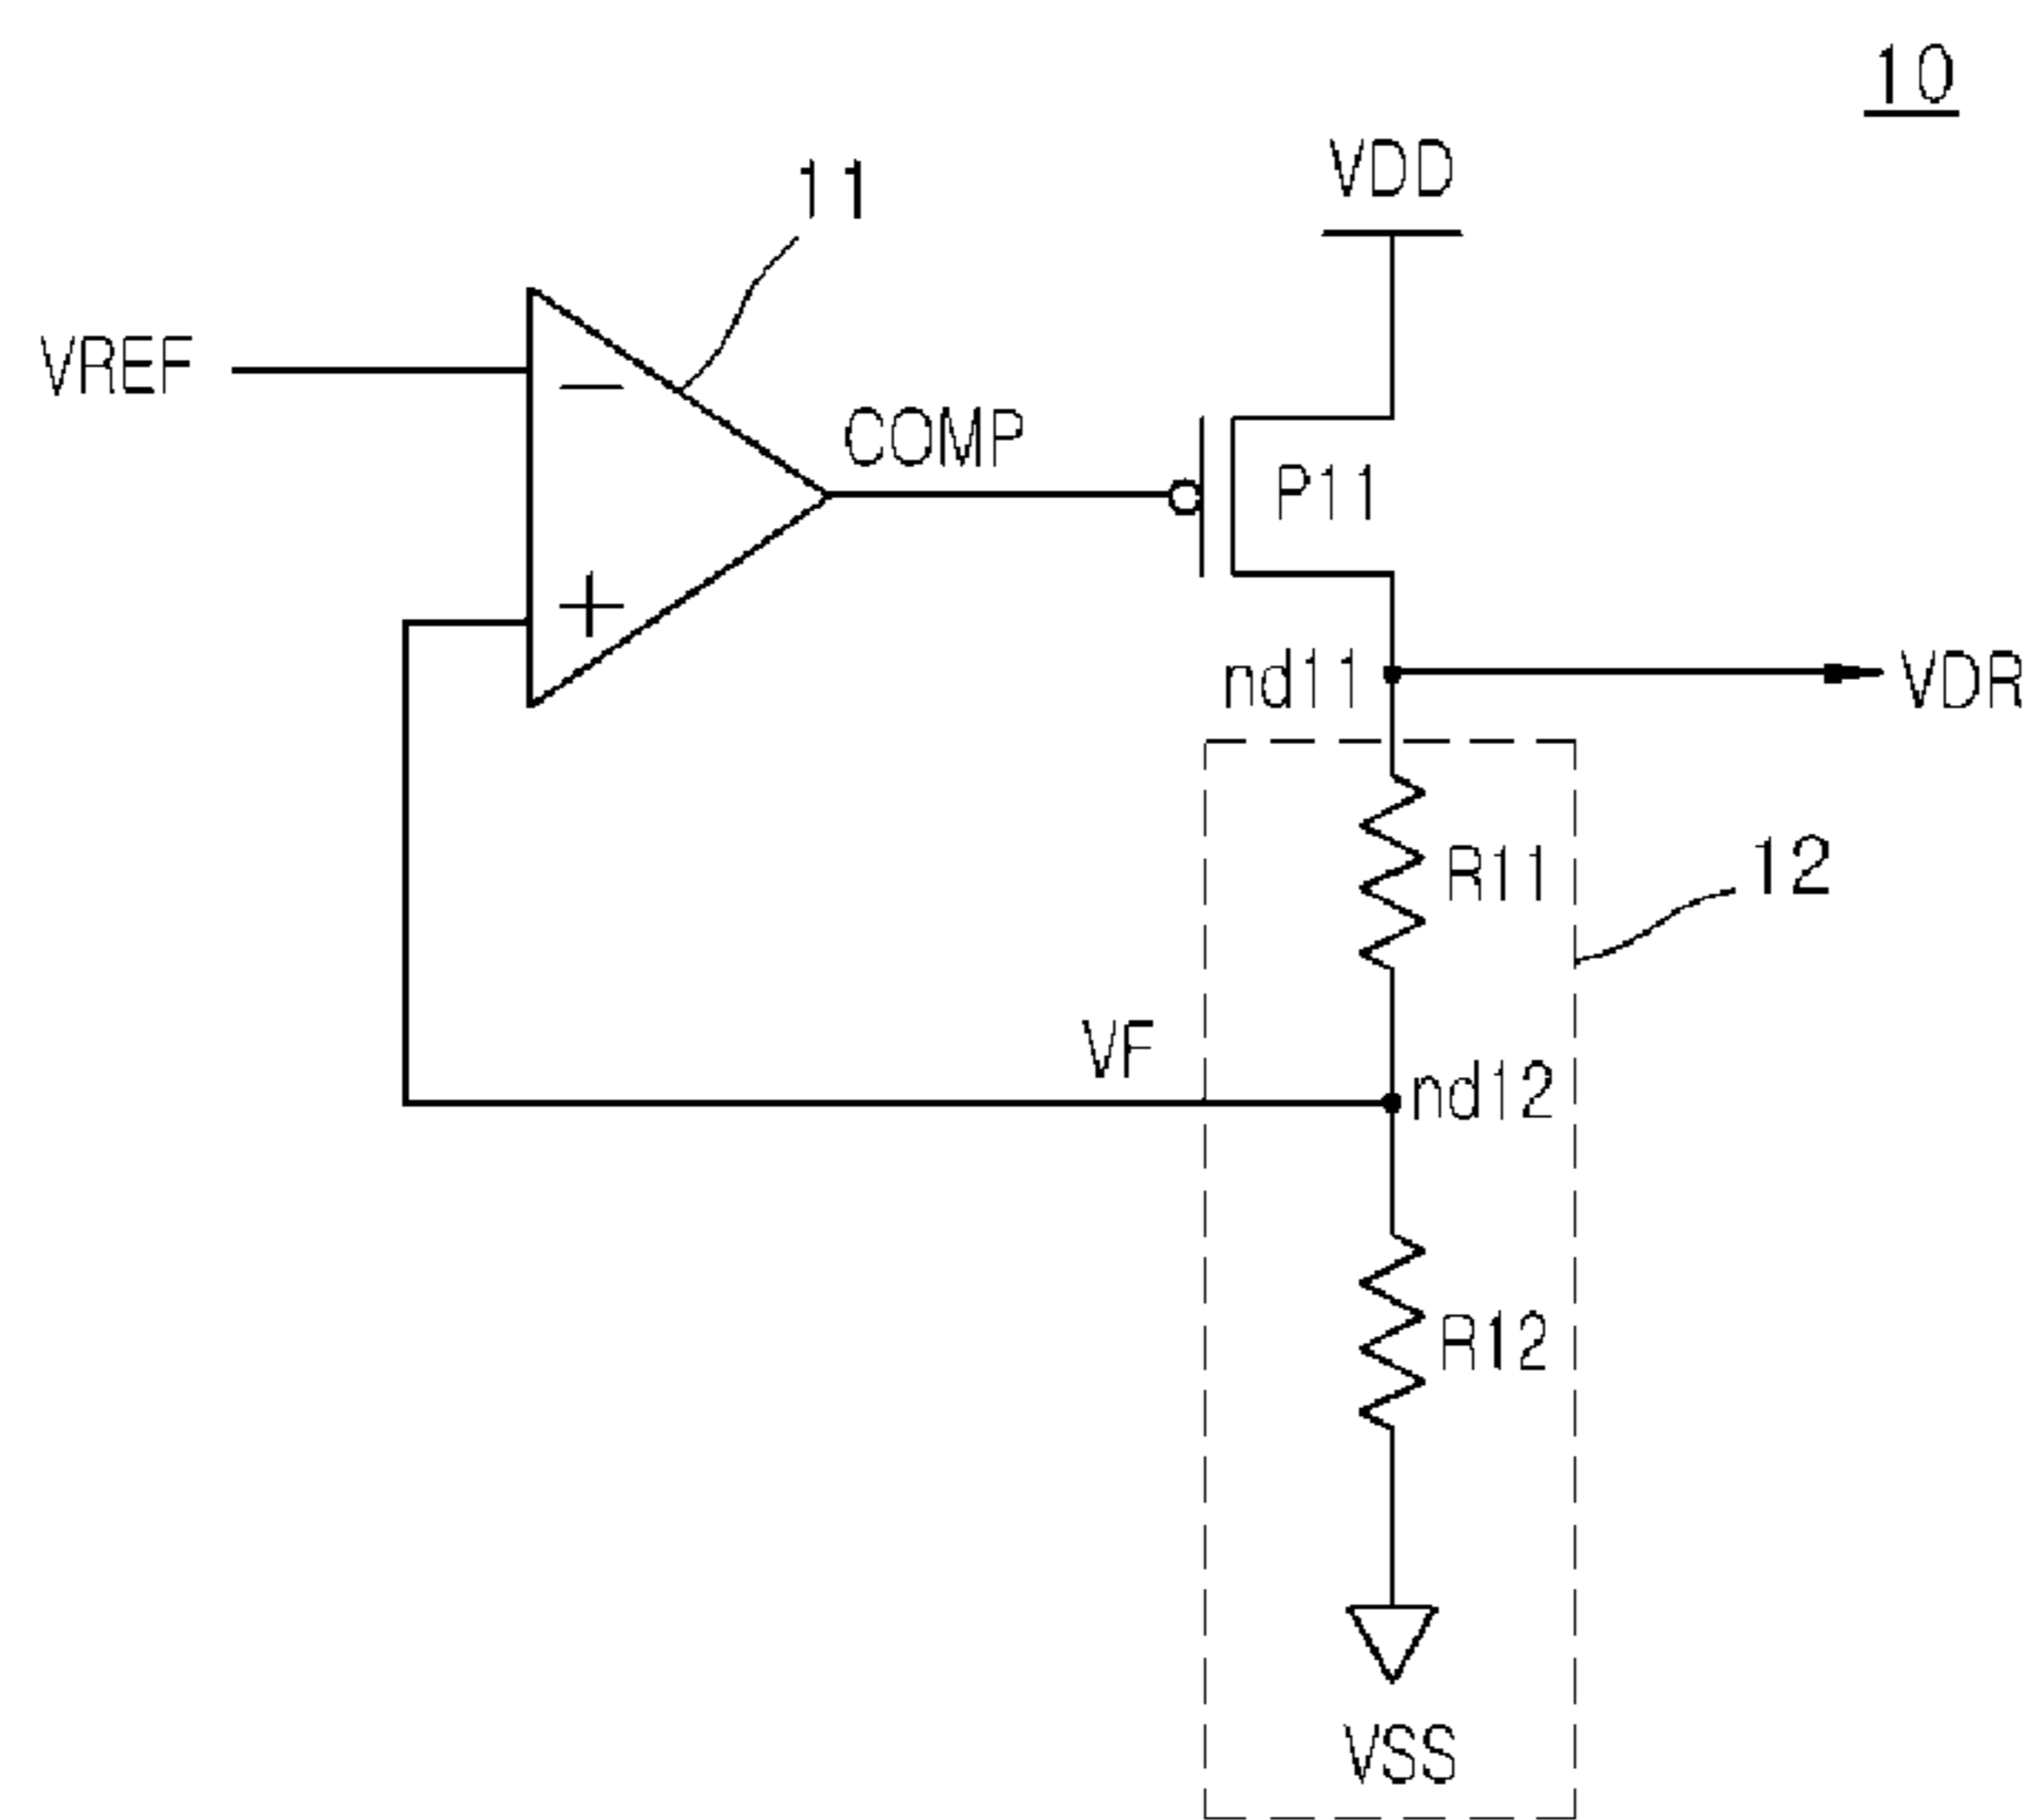 10
VDD
11
VREF
−
COMP
P11
+
nd11
VDR
R11
12
VF
nd12
R12
VSS